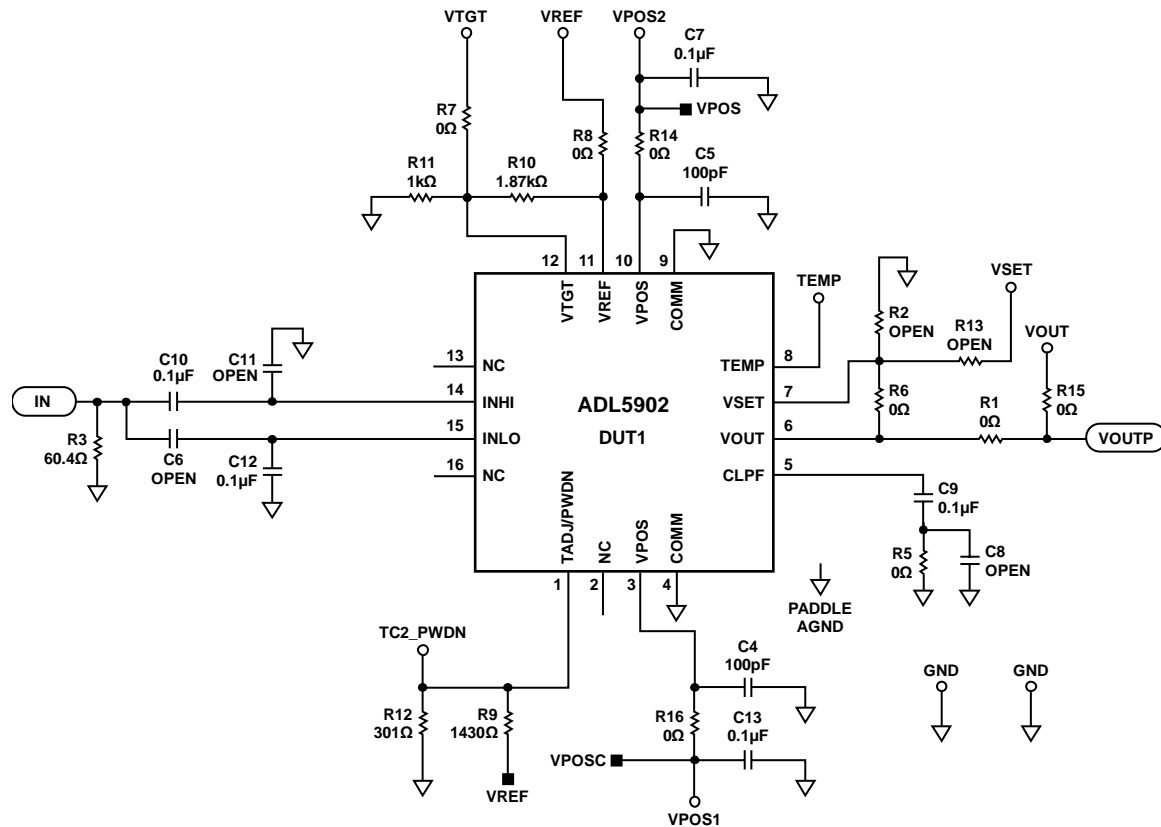 VTGT
VREF
VPOS2
C7
0.1µF
R7
0Ω
VPOS
R8
0Ω
R14
0Ω
C5
100pF
R11
1kΩ
R10
1.87kΩ
12
11
10
9
VTGT
VREF
VPOS
COMM
TEMP
R2
OPEN
VSET
R13
OPEN
VOUT
C10
0.1µF
C11
OPEN
13
NC
TEMP
8
IN
14
INHI
ADL5902
VSET
7
R6
0Ω
R1
0Ω
R15
0Ω
15
INLO
DUT1
VOUT
6
VOUTP
R3
60.4Ω
C6
OPEN
C12
0.1µF
16
NC
CLPF
5
C9
0.1µF
TADJ/PWDN
NC
VPOS
COMM
R5
0Ω
C8
OPEN
1
2
3
4
PADDLE
AGND
TC2_PWDN
C4
100pF
GND
GND
R12
301Ω
R9
1430Ω
R16
0Ω
C13
0.1µF
VPOSC
VREF
VPOS1